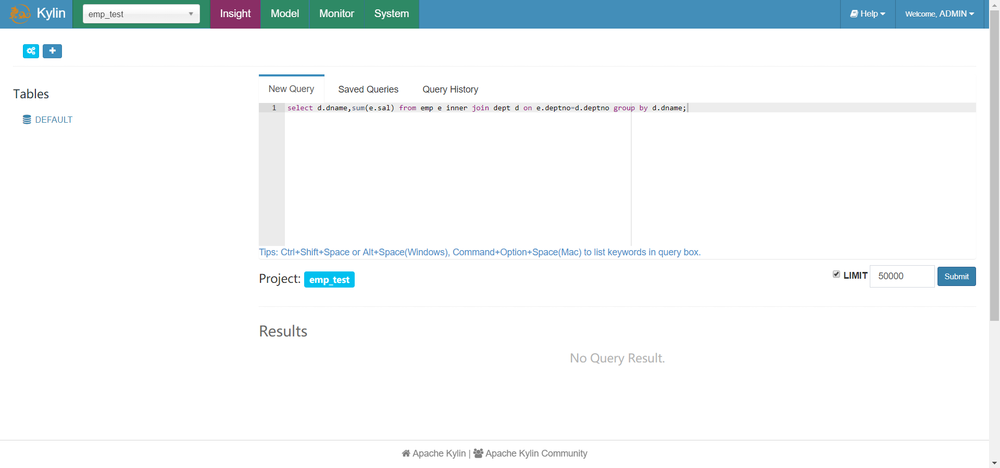 Kylin emp_test Insight Model Monitor System Help Welcome, ADMIN
Tables
DEFAULT
New Query Saved Queries Query History
1 select d.dname,sum(e.sal) from emp e inner join dept d on e.deptno=d.deptno group by d.dname;
Tips: Ctrl+Shift+Space or Alt+Space(Windows), Command+Option+Space(Mac) to list keywords in query box.
Project: emp_test LIMIT 50000 Submit
Results
No Query Result.
Apache Kylin | Apache Kylin Community